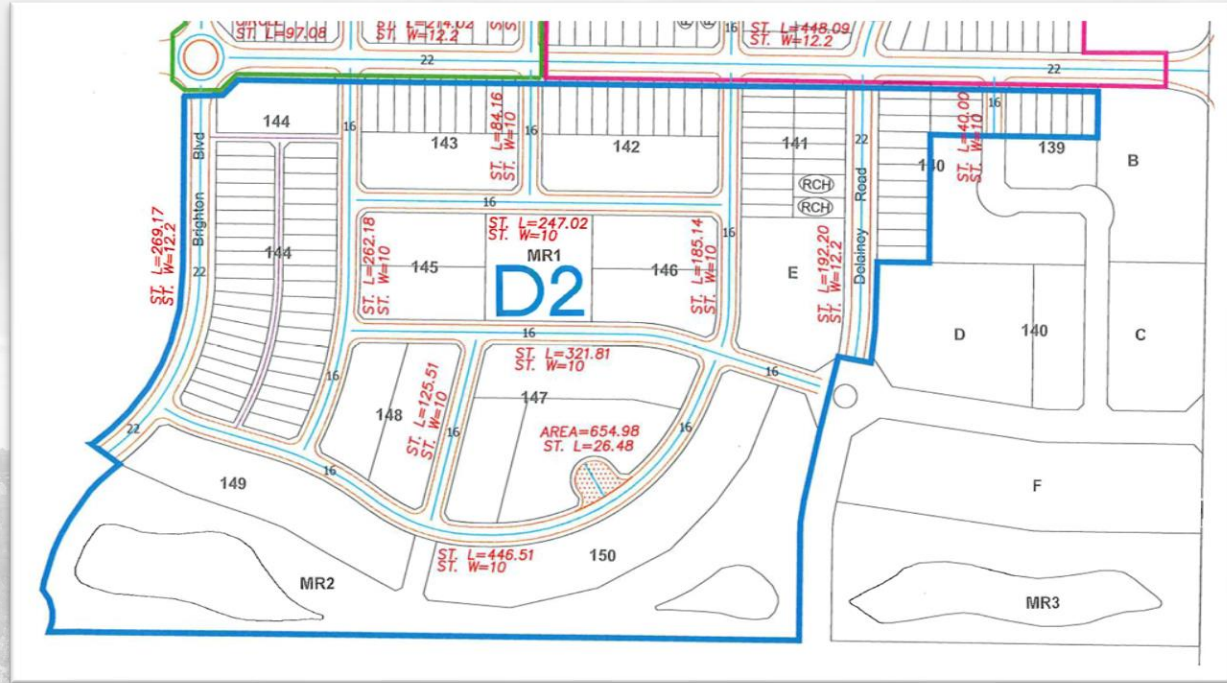 ST. L=97.08
ST. L=214.02
ST. W=12.2
ST. L=448.09
ST. W=12.2
16
22
22
144
16
143
ST. L=84.16
ST. W=10
16
142
141
RCH
RCH
22
140
ST. L=40.00
ST. W=10
16
139
B
Brighton Blvd
22
ST. L=269.17
ST. W=12.2
144
16
ST. L=262.18
ST. W=10
145
ST. L=247.02
ST. W=10
MR1
D2
146
ST. L=185.14
ST. W=10
16
E
ST. L=192.20
ST. W=12.2
Delainoy Road
D
140
C
16
ST. L=321.81
ST. W=10
16
16
148
ST. L=125.51
ST. W=10
16
147
AREA=654.98
ST. L=26.48
16
22
16
149
F
ST. L=446.51
ST. W=10
150
MR2
MR3